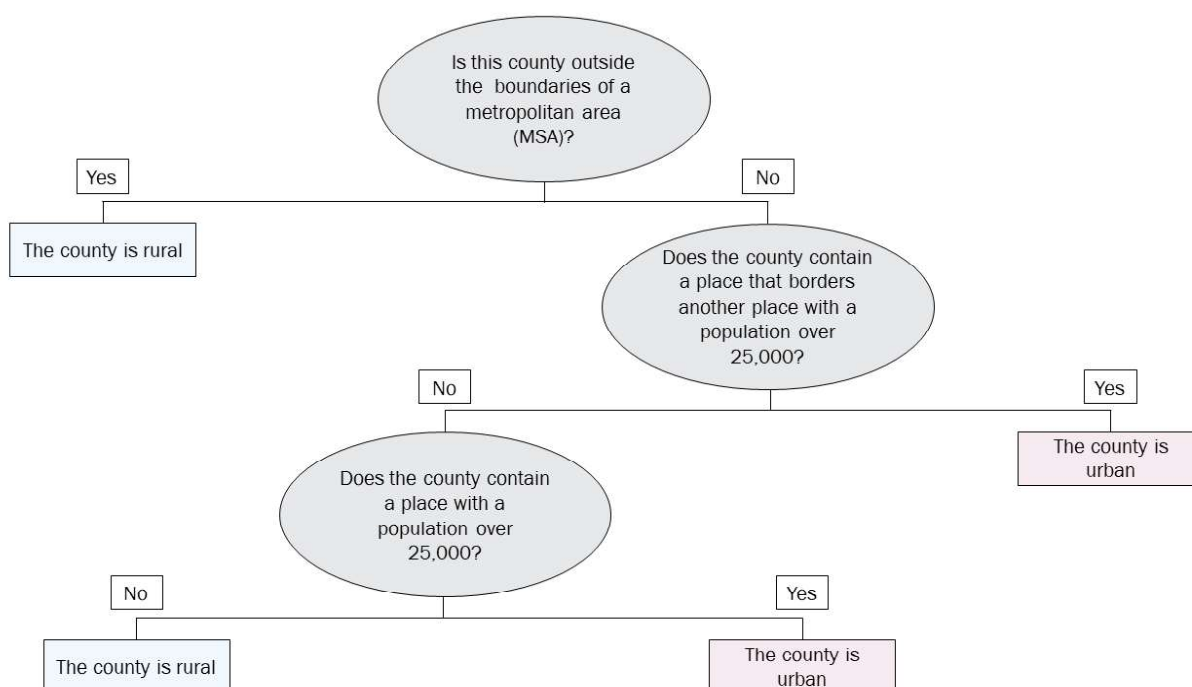 Is this county outside
the boundaries of a
metropolitan area
(MSA)?
Yes
No
The county is rural
Does the county contain
a place that borders
another place with a
population over
25,000?
No
Yes
The county is
urban
Does the county contain
a place with a
population over
25,000?
No
Yes
The county is rural
The county is
urban